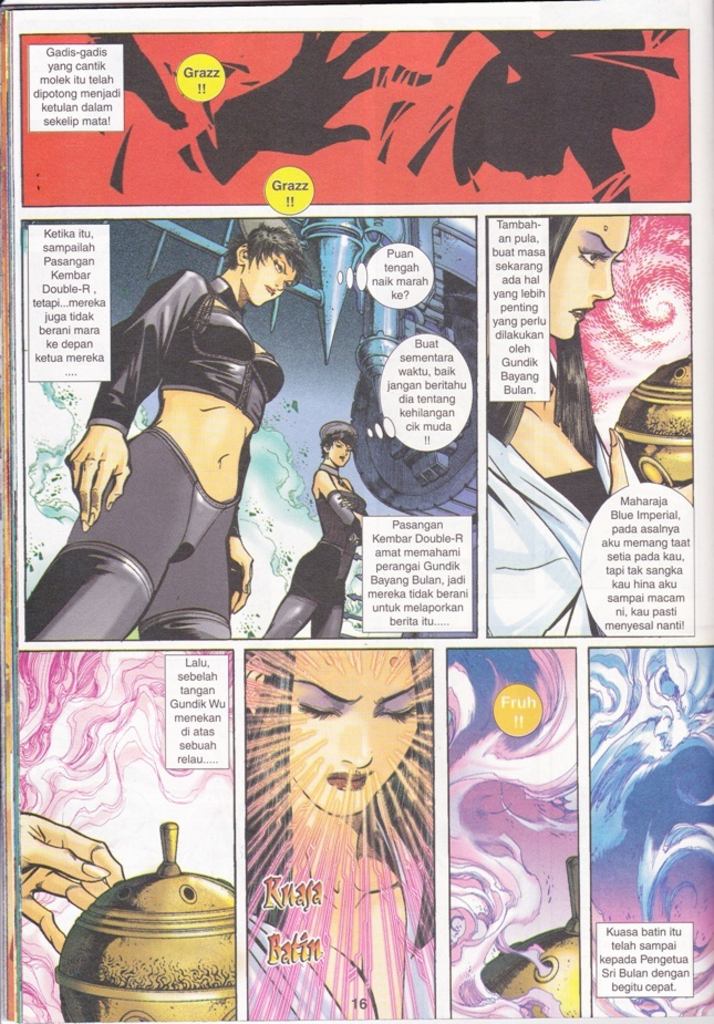 Gadis-gadis
yang cantik
molek itu telah
dipotong menjadi
ketulan dalam
sekelip mata!
Grazz
!!
Grazz
!!
Ketika itu,
sampailah
Pasangan
Kembar
Double-R ,
tetapi...mereka
juga tidak
berani mara
ke depan
ketua mereka
....
Puan
tengah
naik marah
ke?
Buat
sementara
waktu, baik
jangan beritahu
dia tentang
kehilangan
cik muda
!!
Pasangan
Kembar Double-R
amat memahami
perangai Gundik
Bayang Bulan, jadi
mereka tidak berani
untuk melaporkan
berita itu.....
Tambah-
an pula,
buat masa
sekarang
ada hal
yang lebih
penting
yang perlu
dilakukan
oleh
Gundik
Bayang
Bulan.
Maharaja
Blue Imperial,
pada asalnya
aku memang taat
setia pada kau,
tapi tak sangka
kau hina aku
sampai macam
ni, kau pasti
menyesal nanti!
Lalu,
sebelah
tangan
Gundik Wu
menekan
di atas
sebuah
relau.....
Kuasa
Batin
Fruh
!!
Kuasa batin itu
telah sampai
kepada Pengetua
Sri Bulan dengan
begitu cepat.
16